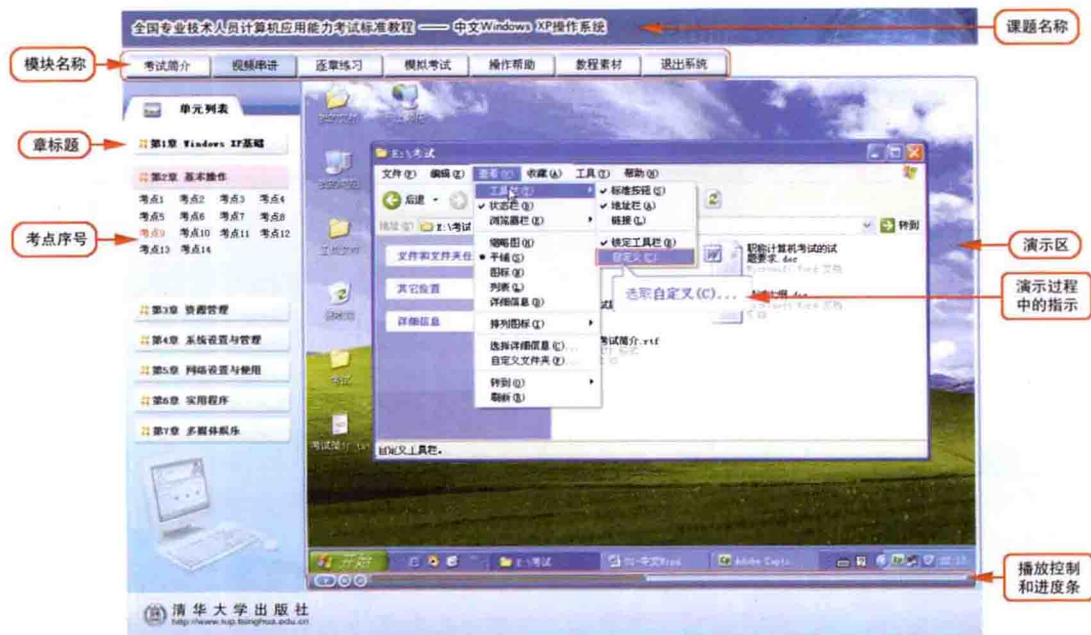 全国专业技术人员计算机应用能力考试标准教程 —— 中文Windows XP操作系统
课题名称
模块名称
考试简介 视频串讲 逐章练习 模拟考试 操作帮助 教程素材 退出系统
单元列表
章标题
第1章 Windows XP基础
第2章 基本操作
考点1 考点2 考点3 考点4
考点5 考点6 考点7 考点8
考点9 考点10 考点11 考点12
考点13 考点14
考点序号
第3章 资源管理
第4章 系统设置与管理
第5章 网络设置与使用
第6章 实用程序
第7章 多媒体娱乐
E:\考试
文件(F) 编辑(E) 查看(V) 收藏(A) 工具(T) 帮助(H)
后退
地址(D) E:\考试
转到
文件和文件夹任
其它位置
详细信息
工具栏(T)
状态栏(B)
浏览器栏(E)
缩略图(H)
平铺(S)
图标(N)
列表(L)
详细信息(D)
排列图标(I)
选择详细信息(C)...
自定义文件夹(F)...
转到(O)
刷新(R)
标准按钮(S)
地址栏(A)
链接(L)
锁定工具栏(B)
自定义(C)...
选取自定义(C)...
职称计算机考试的试
题要求.doc
考试简介.rtf
自定义工具栏。
演示区
演示过程
中的指示
考试
开始
E:\考试
播放控制
和进度条
清华大学出版社
http://www.tup.tsinghua.edu.cn